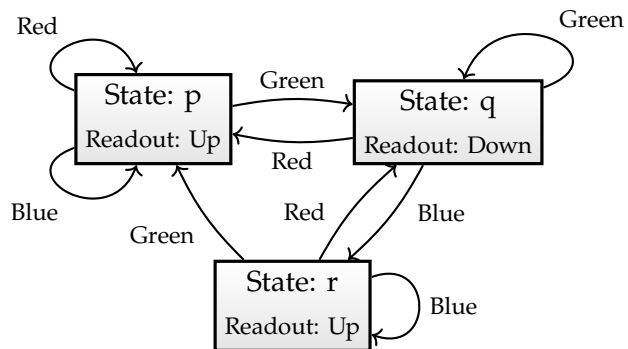 Red
Green
State: p
Readout: Up
Green
State: q
Readout: Down
Red
Blue
Green
Red
Blue
State: r
Readout: Up
Blue